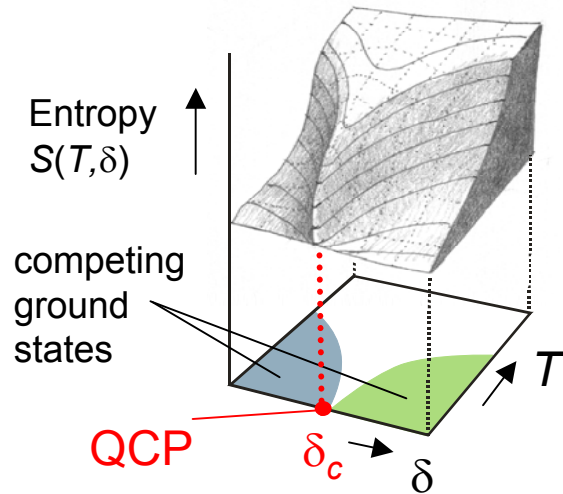 Entropy
S(T,δ)
competing
ground
states
T
QCP
δc
δ